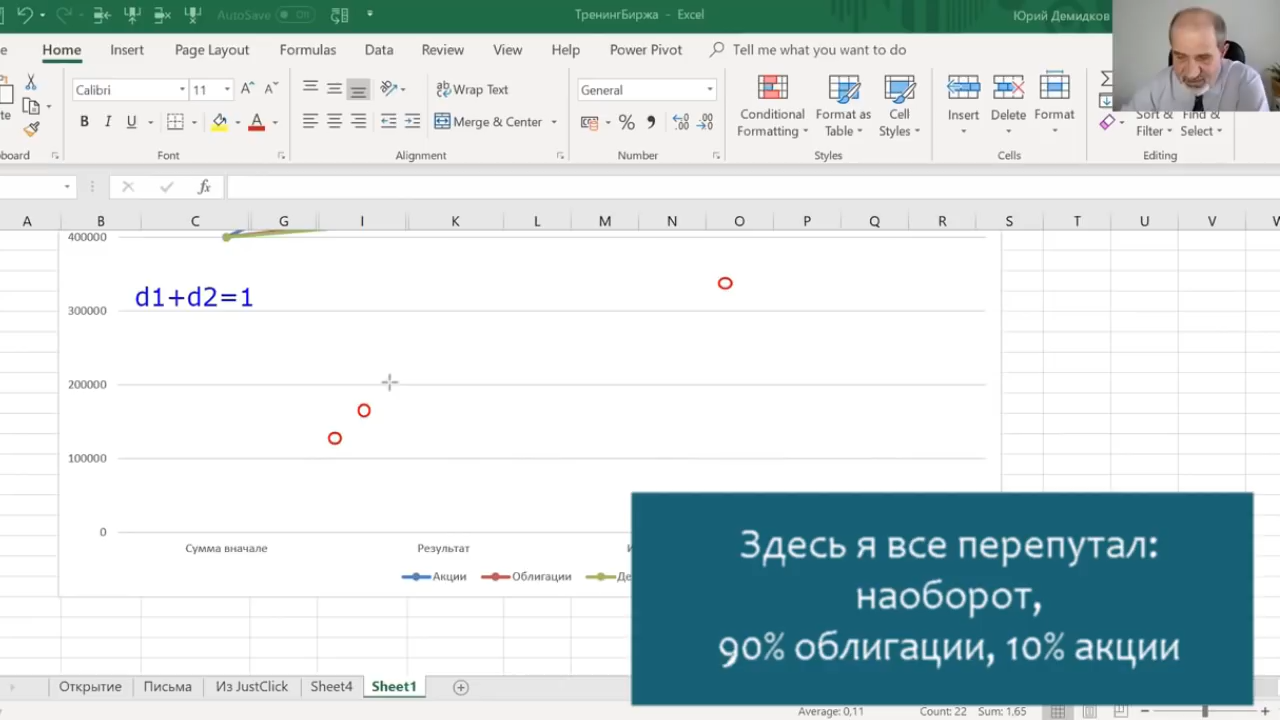 AutoSave
Off
ТренингБиржа - Excel
Юрий Демидков
Home
Insert
Page Layout
Formulas
Data
Review
View
Help
Power Pivot
Tell me what you want to do
Calibri
11
Wrap Text
General
Merge & Center
Conditional
Formatting
Format as
Table
Cell
Styles
Insert
Delete
Format
Sort &
Filter
Find &
Select
Font
Alignment
Number
Styles
Cells
Editing
fx
A B C G I K L M N O P Q R S T U V
400000
d1+d2=1
300000
200000
100000
0
Сумма вначале
Результат
Акции
Облигации
Здесь я все перепутал:
наоборот,
90% облигации, 10% акции
Открытие
Письма
Из JustClick
Sheet4
Sheet1
Average: 0,11
Count: 22
Sum: 1,65